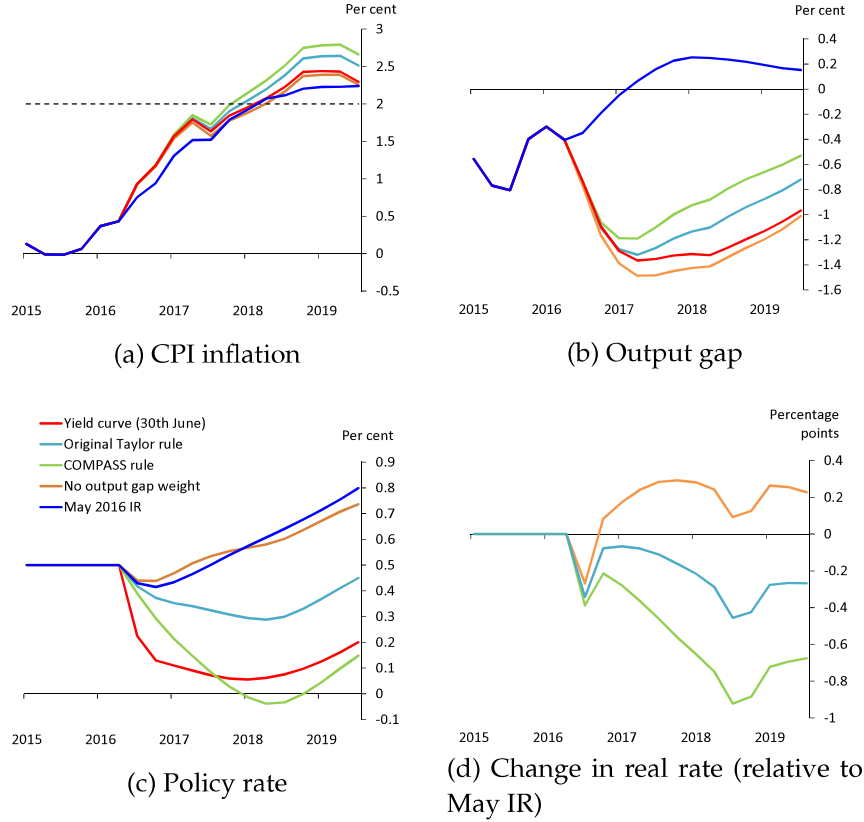 Per cent
3
2.5
2
1.5
1
0.5
0
-0.5
2015 2016 2017 2018 2019
(a) CPI inflation
Per cent
0.4
0.2
0
-0.2
-0.4
-0.6
-0.8
-1
-1.2
-1.4
-1.6
2015 2016 2017 2018 2019
(b) Output gap
Yield curve (30th June)
Original Taylor rule
COMPASS rule
No output gap weight
May 2016 IR
Per cent
0.9
0.8
0.7
0.6
0.5
0.4
0.3
0.2
0.1
0
-0.1
2015 2016 2017 2018 2019
(c) Policy rate
Percentage
points
0.4
0.2
0
-0.2
-0.4
-0.6
-0.8
-1
2015 2016 2017 2018 2019
(d) Change in real rate (relative to
May IR)